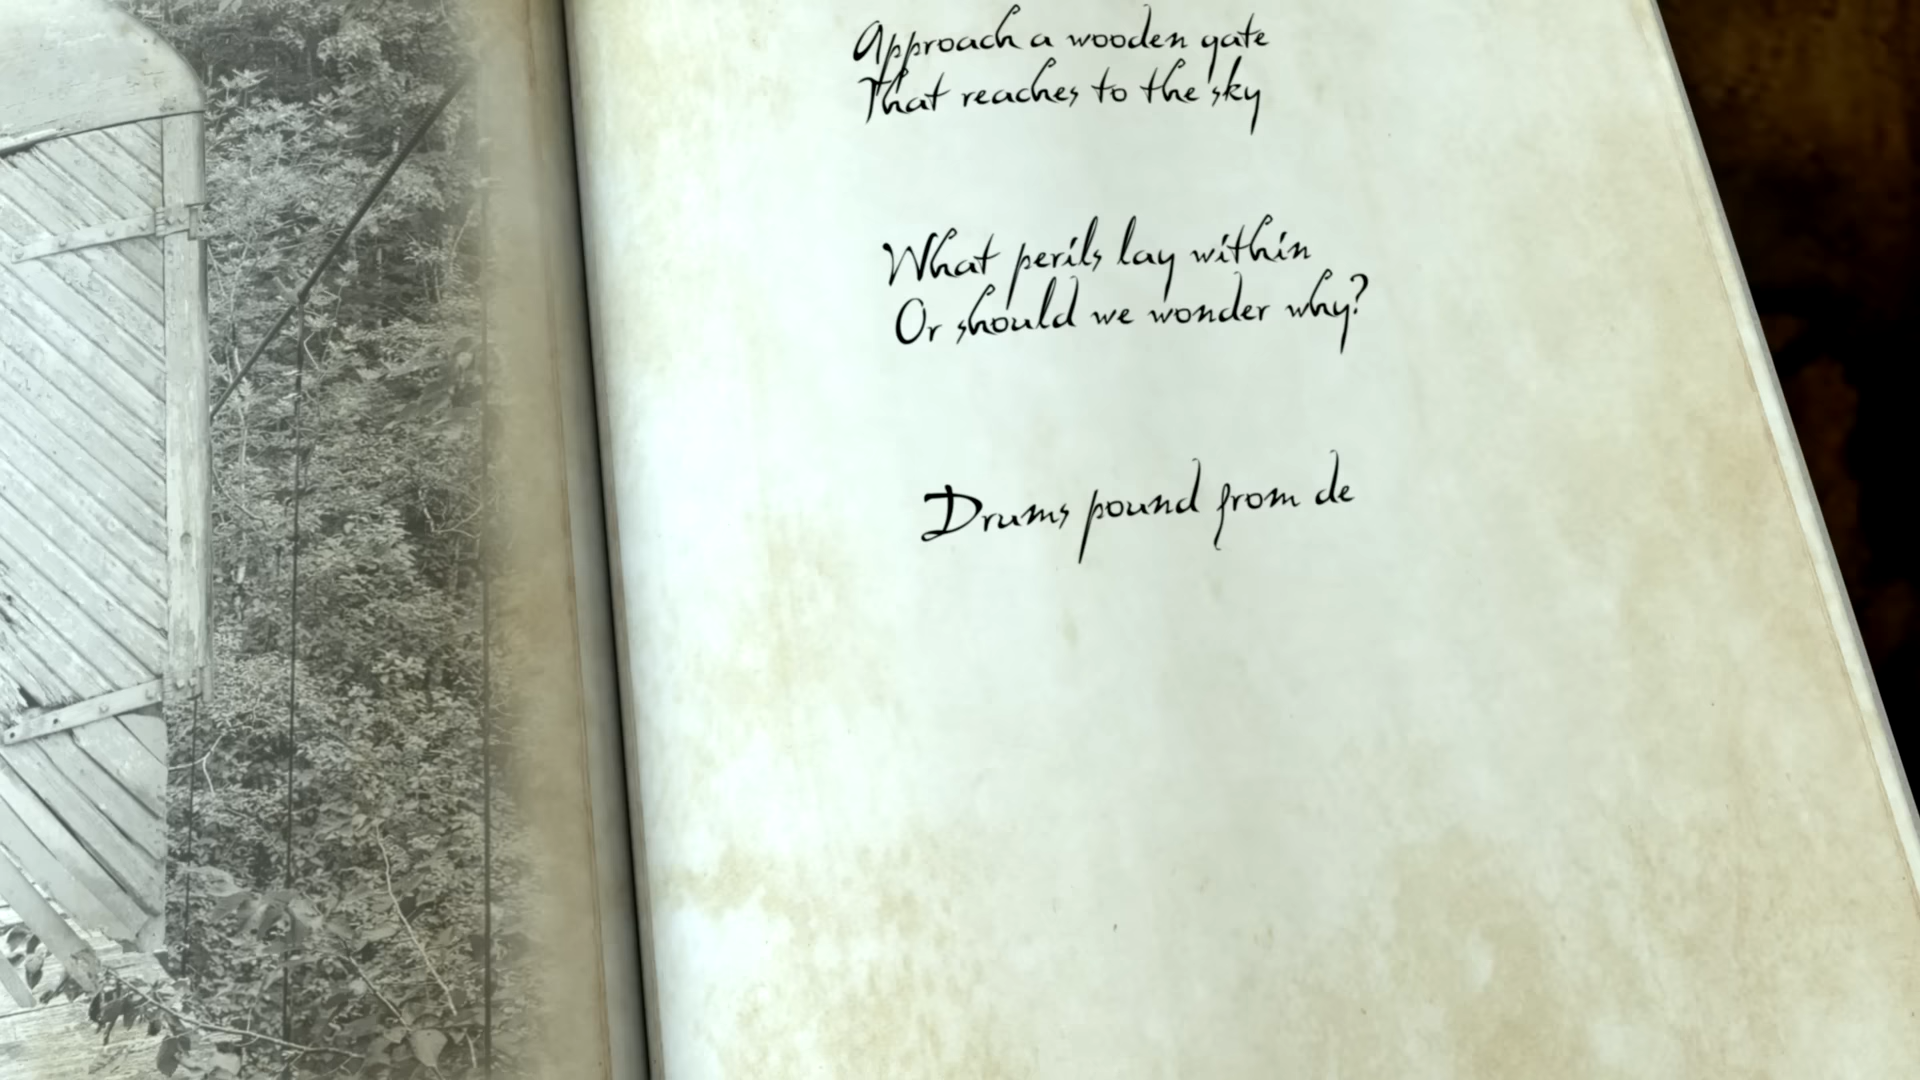 Approach a wooden gate
That reaches to the sky
What perils lay within
Or should we wonder why?
Drums pound from de